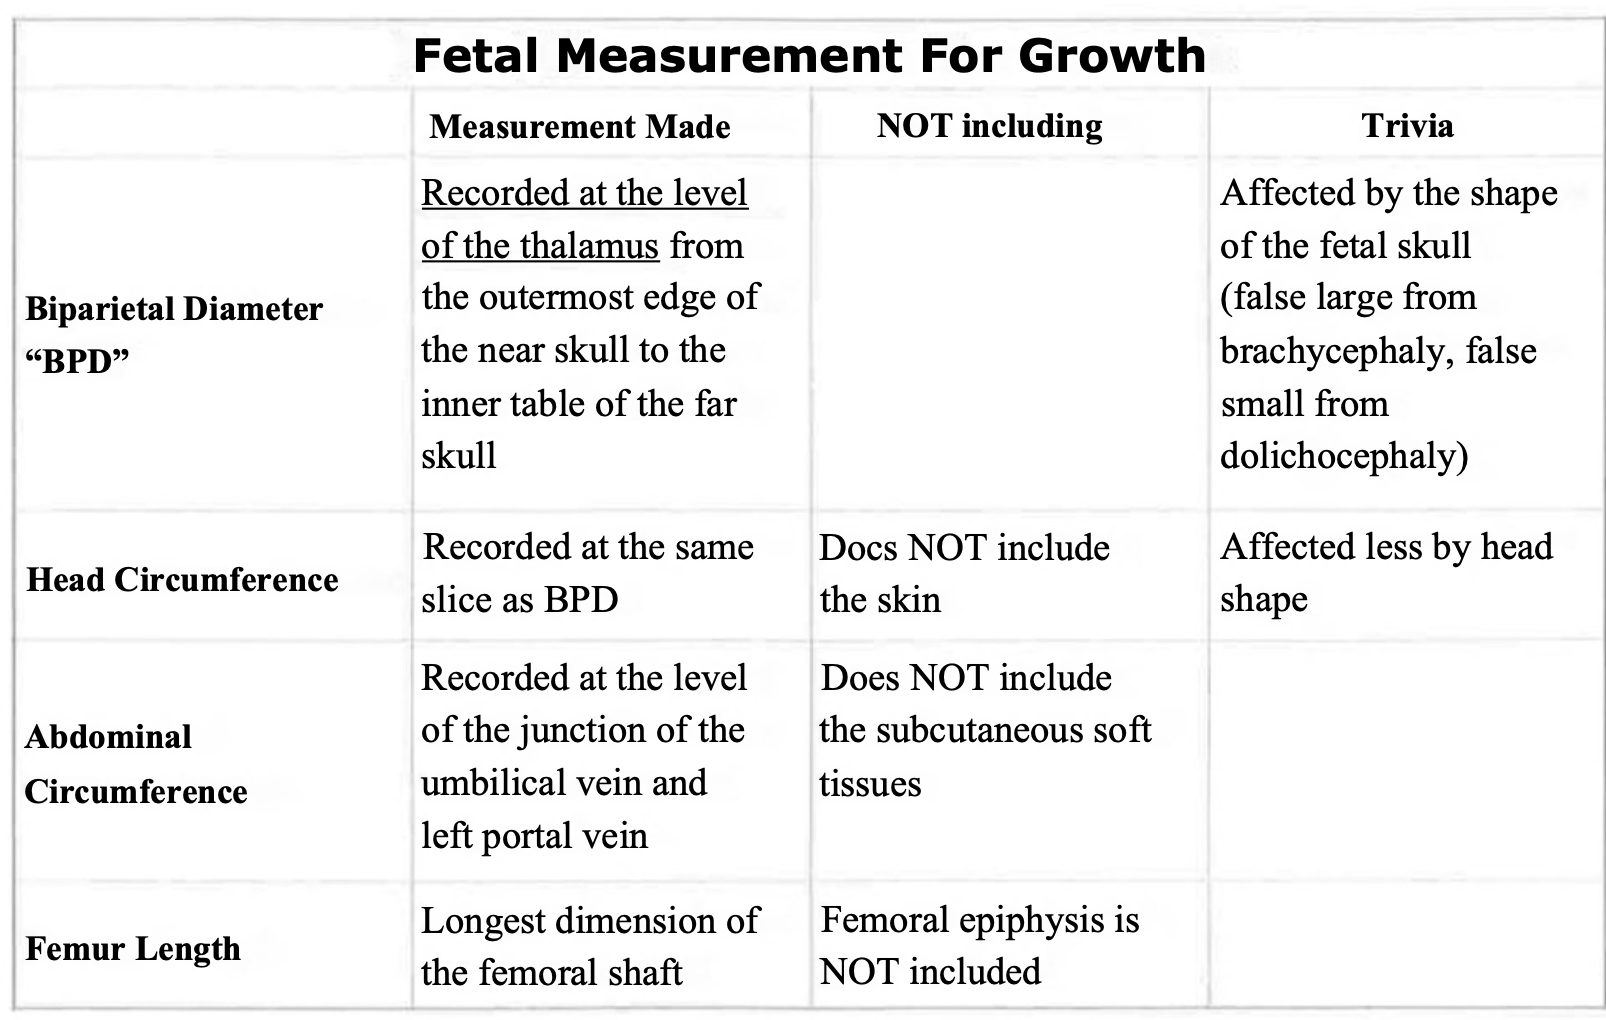 Fetal Measurement For Growth
Measurement Made
NOT including
Trivia
Biparietal Diameter
“BPD”
Recorded at the level
of the thalamus from
the outermost edge of
the near skull to the
inner table of the far
skull
Affected by the shape
of the fetal skull
(false large from
brachycephaly, false
small from
dolichocephaly)
Head Circumference
Recorded at the same
slice as BPD
Docs NOT include
the skin
Affected less by head
shape
Abdominal
Circumference
Recorded at the level
of the junction of the
umbilical vein and
left portal vein
Does NOT include
the subcutaneous soft
tissues
Femur Length
Longest dimension of
the femoral shaft
Femoral epiphysis is
NOT included